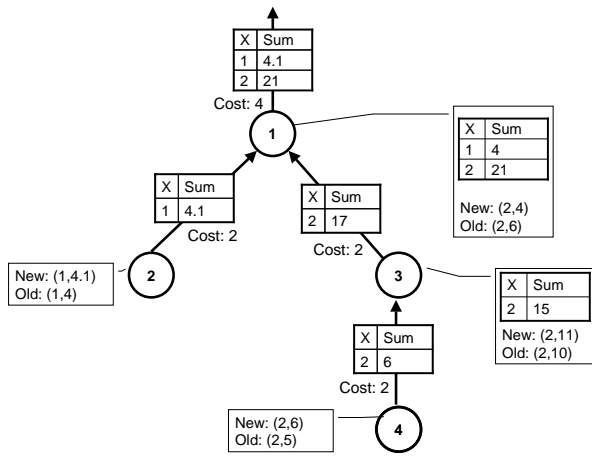 X Sum
1 4.1
2 21
Cost: 4
1
X Sum
1 4
2 21
New: (2,4)
Old: (2,6)
X Sum
1 4.1
Cost: 2
X Sum
2 17
Cost: 2
2
New: (1,4.1)
Old: (1,4)
3
X Sum
2 15
New: (2,11)
Old: (2,10)
X Sum
2 6
Cost: 2
4
New: (2,6)
Old: (2,5)